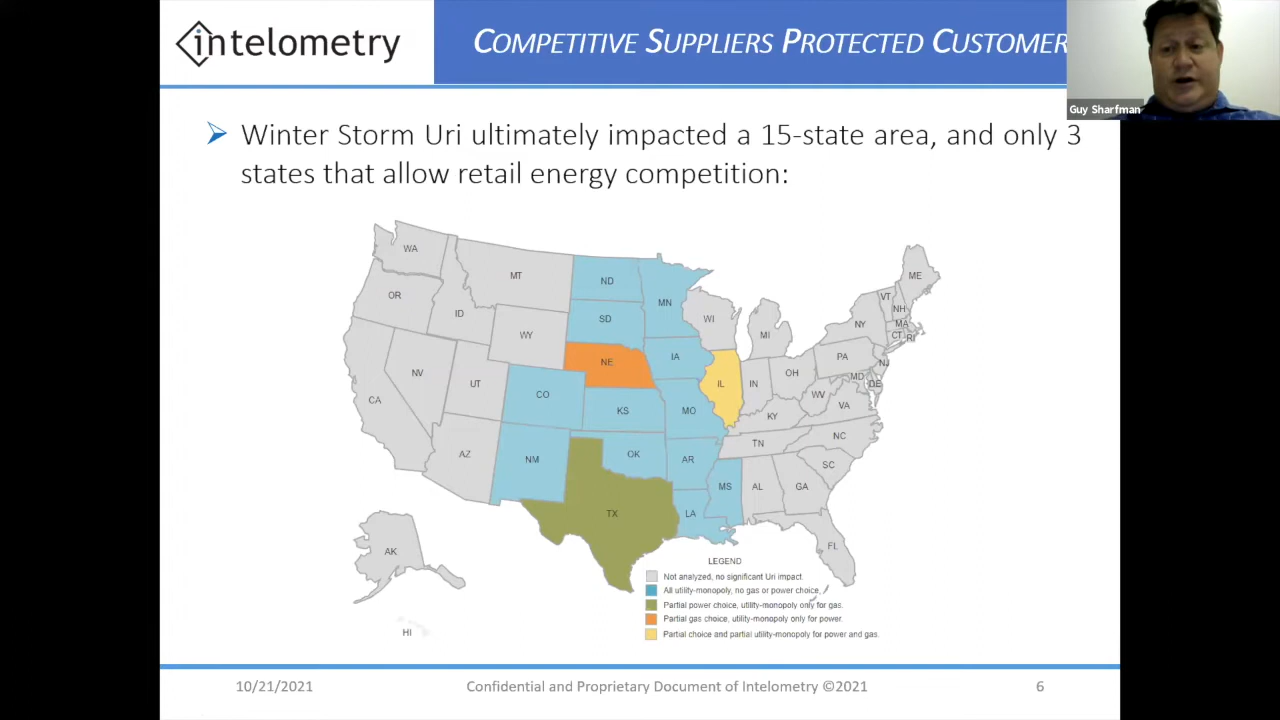 intelometry
COMPETITIVE SUPPLIERS PROTECTED CUSTOMER
Guy Sharfman
Winter Storm Uri ultimately impacted a 15-state area, and only 3
states that allow retail energy competition:
WA
MT
ND
MN
ME
OR
ID
WY
SD
WI
MI
NY
VT
NH
MA
CT
RI
NV
UT
NE
IA
IL
IN
OH
PA
NJ
MD
DE
CA
CO
KS
MO
KY
WV
VA
AZ
NM
OK
AR
TN
NC
SC
TX
LA
MS
AL
GA
FL
AK
HI
LEGEND
Not analyzed, no significant Uri impact.
All utility-monopoly, no gas or power choice,
Partial power choice, utility-monopoly only for gas.
Partial gas choice, utility-monopoly only for power.
Partial choice and partial utility-monopoly for power and gas.
10/21/2021
Confidential and Proprietary Document of Intelometry ©2021
6